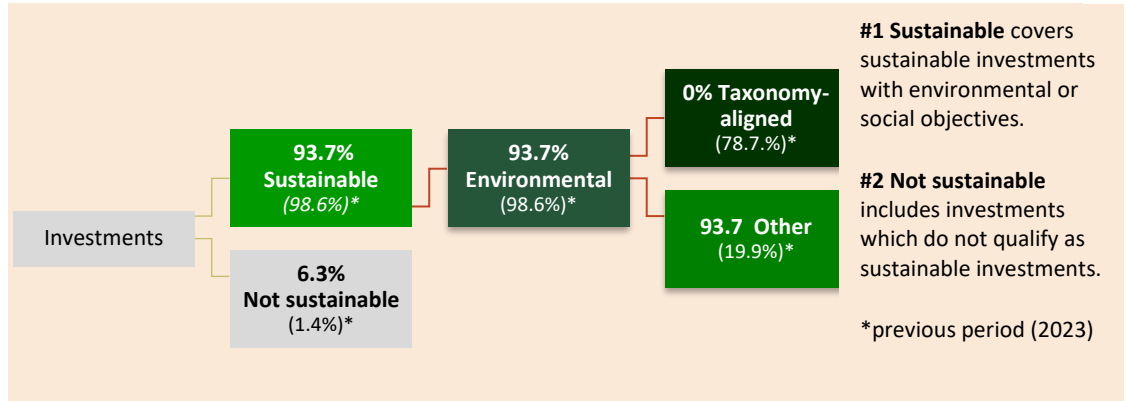 Investments
93.7%
Sustainable
(98.6%)*
6.3%
Not sustainable
(1.4%)*
93.7%
Environmental
(98.6%)*
0% Taxonomy-
aligned
(78.7.%)*
93.7 Other
(19.9%)*
#1 Sustainable covers
sustainable investments
with environmental or
social objectives.
#2 Not sustainable
includes investments
which do not qualify as
sustainable investments.
*previous period (2023)